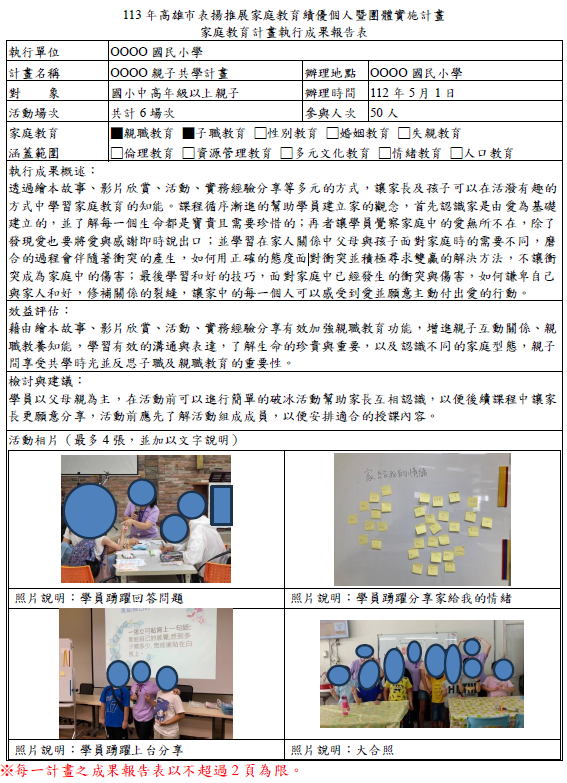 113 年高雄市表揚推展家庭教育績優個人暨團體實施計畫
家庭教育計畫執行成果報告表
執行單位 OOOO 國民小學
計畫名稱 OOOO 親子共學計畫 辦理地點 OOOO 國民小學
對 象 國小中高年級以上親子 辦理時間 112 年 5 月 1 日
活動場次 共計 6 場次 參與人次 50 人
家庭教育 ■親職教育 ■子職教育 □性別教育 □婚姻教育 □失親教育
涵蓋範圍 □倫理教育 □資源管理教育 □多元文化教育 □情緒教育 □人口教育
執行成果概述：
透過繪本故事、影片欣賞、活動、實務經驗分享等多元的方式，讓家長及孩子可以在活潑有趣的
方式中學習家庭教育的知能。課程循序漸進的幫助學員建立家的觀念，首先認識家是由愛為基礎
建立的，並了解每一個生命都是寶貴且需要珍惜的；再者讓學員覺察家庭中的愛無所不在，除了
發現愛也要將愛與感謝即時說出口；並學習在家人關係中父母與孩子面對家庭時的需要不同，磨
合的過程會伴隨著衝突的產生，如何用正確的態度面對衝突並積極尋求雙贏的解決方法，不讓衝
突成為家庭中的傷害；最後學習和好的技巧，面對家庭中已經發生的衝突與傷害，如何謙卑自己
與家人和好，修補關係的裂縫，讓家中的每一個人可以感受到愛並願意主動付出愛的行動。
效益評估：
藉由繪本故事、影片欣賞、活動、實務經驗分享有效加強親職教育功能，增進親子互動關係、親
職教養知能，學習有效的溝通與表達，了解生命的珍貴與重要，以及認識不同的家庭型態，親子
間享受共學時光並反思子職及親職教育的重要性。
檢討與建議：
學員以父母親為主，在活動前可以進行簡單的破冰活動幫助家長互相認識，以便後續課程中讓家
長更願意分享，活動前應先了解活動組成成員，以便安排適合的授課內容。
活動相片（最多 4 張，並加以文字說明）
家給我的情緒
照片說明：學員踴躍回答問題 照片說明：學員踴躍分享家給我的情緒
照片說明：學員踴躍上台分享 照片說明：大合照
※每一計畫之成果報告表以不超過 2 頁為限。